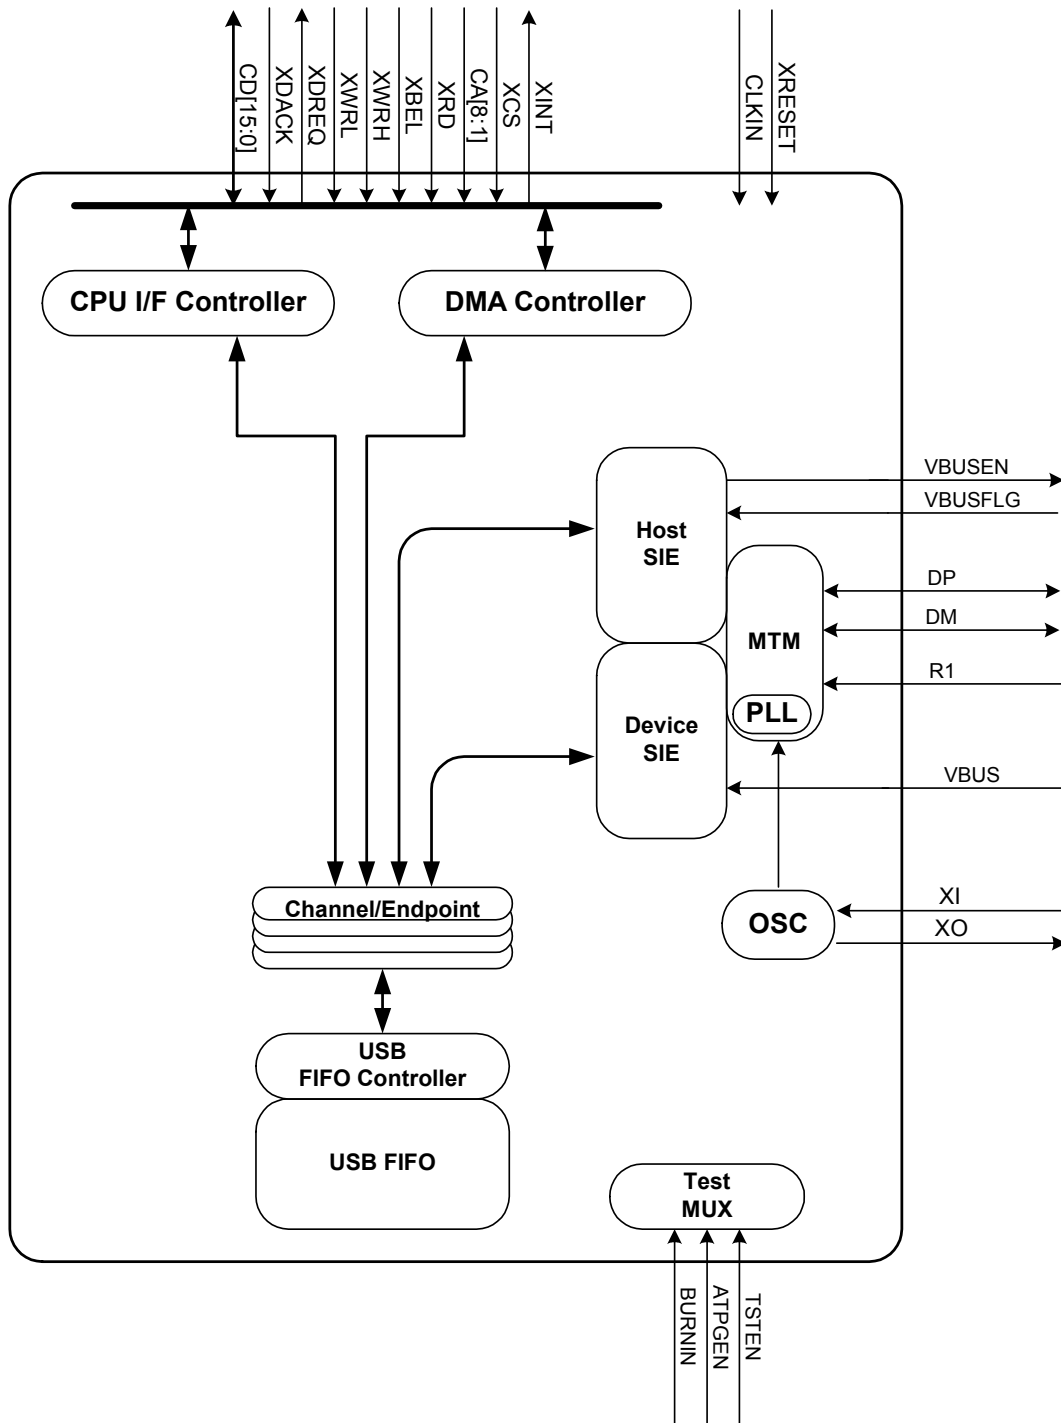 CD[15:0]
XDACK
XDREQ
XWRL
XWRH
XBEL
XRD
CA[8:1]
XCS
XINT
CLKIN
XRESET
CPU I/F Controller
DMA Controller
VBUSEN
VBUSFLG
Host
SIE
DP
DM
MTM
R1
PLL
Device
SIE
VBUS
Channel/Endpoint
OSC
XI
XO
USB
FIFO Controller
USB FIFO
Test
MUX
BURNIN
ATPGEN
TSTEN